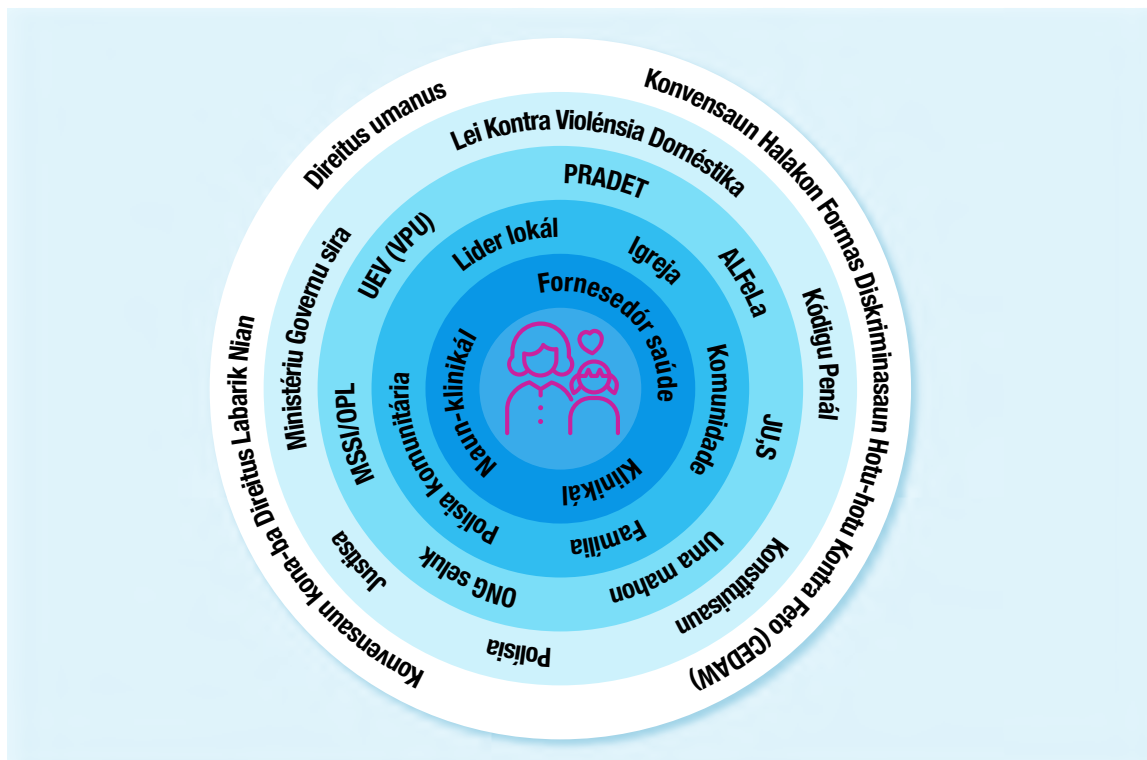 Direitus umanus
Konvensaun Halakon Formas Diskriminasaun Hotu-hotu Kontra Feto (CEDAW)
Konvensaun kona-ba Direitus Labarik Nian
Lei Kontra Violénsia Doméstika
Kódigu Penál
Konstituisaun
Polísia
Justisa
Ministériu Governu sira
PRADET
ALFeLa
JU,S
Uma mahon
ONG seluk
MSSI/OPL
UEV (VPU)
Lider lokál
Igreja
Komunidade
Família
Polísia Komunitária
Fornesedór saúde
Klinikál
Naun-klinikál